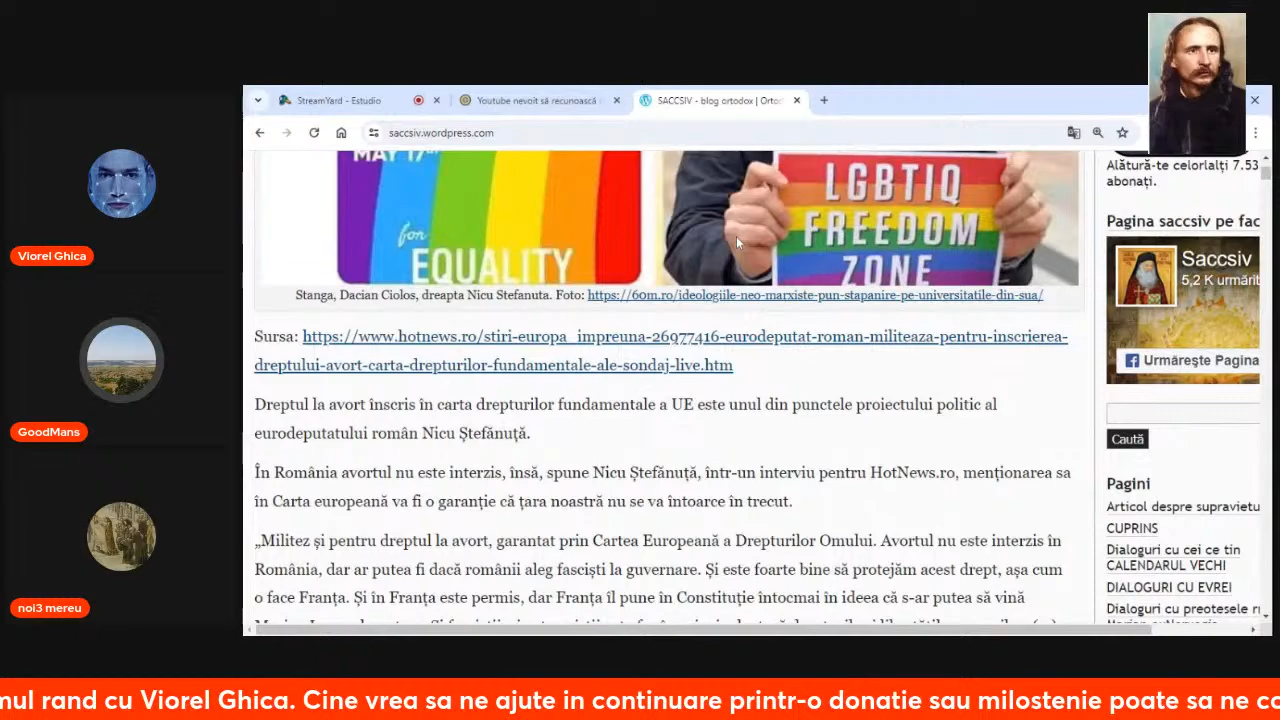 StreamYard - Estudio
Youtube nevoit să recunoască
SACCSIV - blog ortodox | Orto
saccsiv.wordpress.com
MAY 17
for
EQUALITY
LGBTIQ
FREEDOM
ZONE
Stanga, Dacian Ciolos, dreapta Nicu Stefanuta. Foto: https://60m.ro/ideologiile-neo-marxiste-pun-stapanire-pe-universitatile-din-sua/
Sursa: https://www.hotnews.ro/stiri-europa_impreuna-26977416-eurodeputat-roman-militeaza-pentru-inscrierea-
dreptului-avort-carta-drepturilor-fundamentale-ale-sondaj-live.htm
Dreptul la avort înscris în carta drepturilor fundamentale a UE este unul din punctele proiectului politic al
eurodeputatului român Nicu Ștefănuță.
În România avortul nu este interzis, însă, spune Nicu Ștefănuță, într-un interviu pentru HotNews.ro, menționarea sa
în Carta europeană va fi o garanție că țara noastră nu se va întoarce în trecut.
„Militez și pentru dreptul la avort, garantat prin Cartea Europeană a Drepturilor Omului. Avortul nu este interzis în
România, dar ar putea fi dacă românii aleg fasciști la guvernare. Și este foarte bine să protejăm acest drept, așa cum
o face Franța. Și în Franța este permis, dar Franța îl pune în Constituție întocmai în ideea că s-ar putea să vină
Alătură-te celorlalți 7.53
abonați.
Pagina saccsiv pe fac
Saccsiv
5,2 K urmărit
Urmărește Pagina
Caută
Pagini
Articol despre supraviețu
CUPRINS
Dialoguri cu cei ce tin
CALENDARUL VECHI
DIALOGURI CU EVREI
Dialoguri cu preotesele
Viorel Ghica
GoodMans
noi3 mereu
mul rand cu Viorel Ghica. Cine vrea sa ne ajute in continuare printr-o donatie sau milostenie poate sa ne co